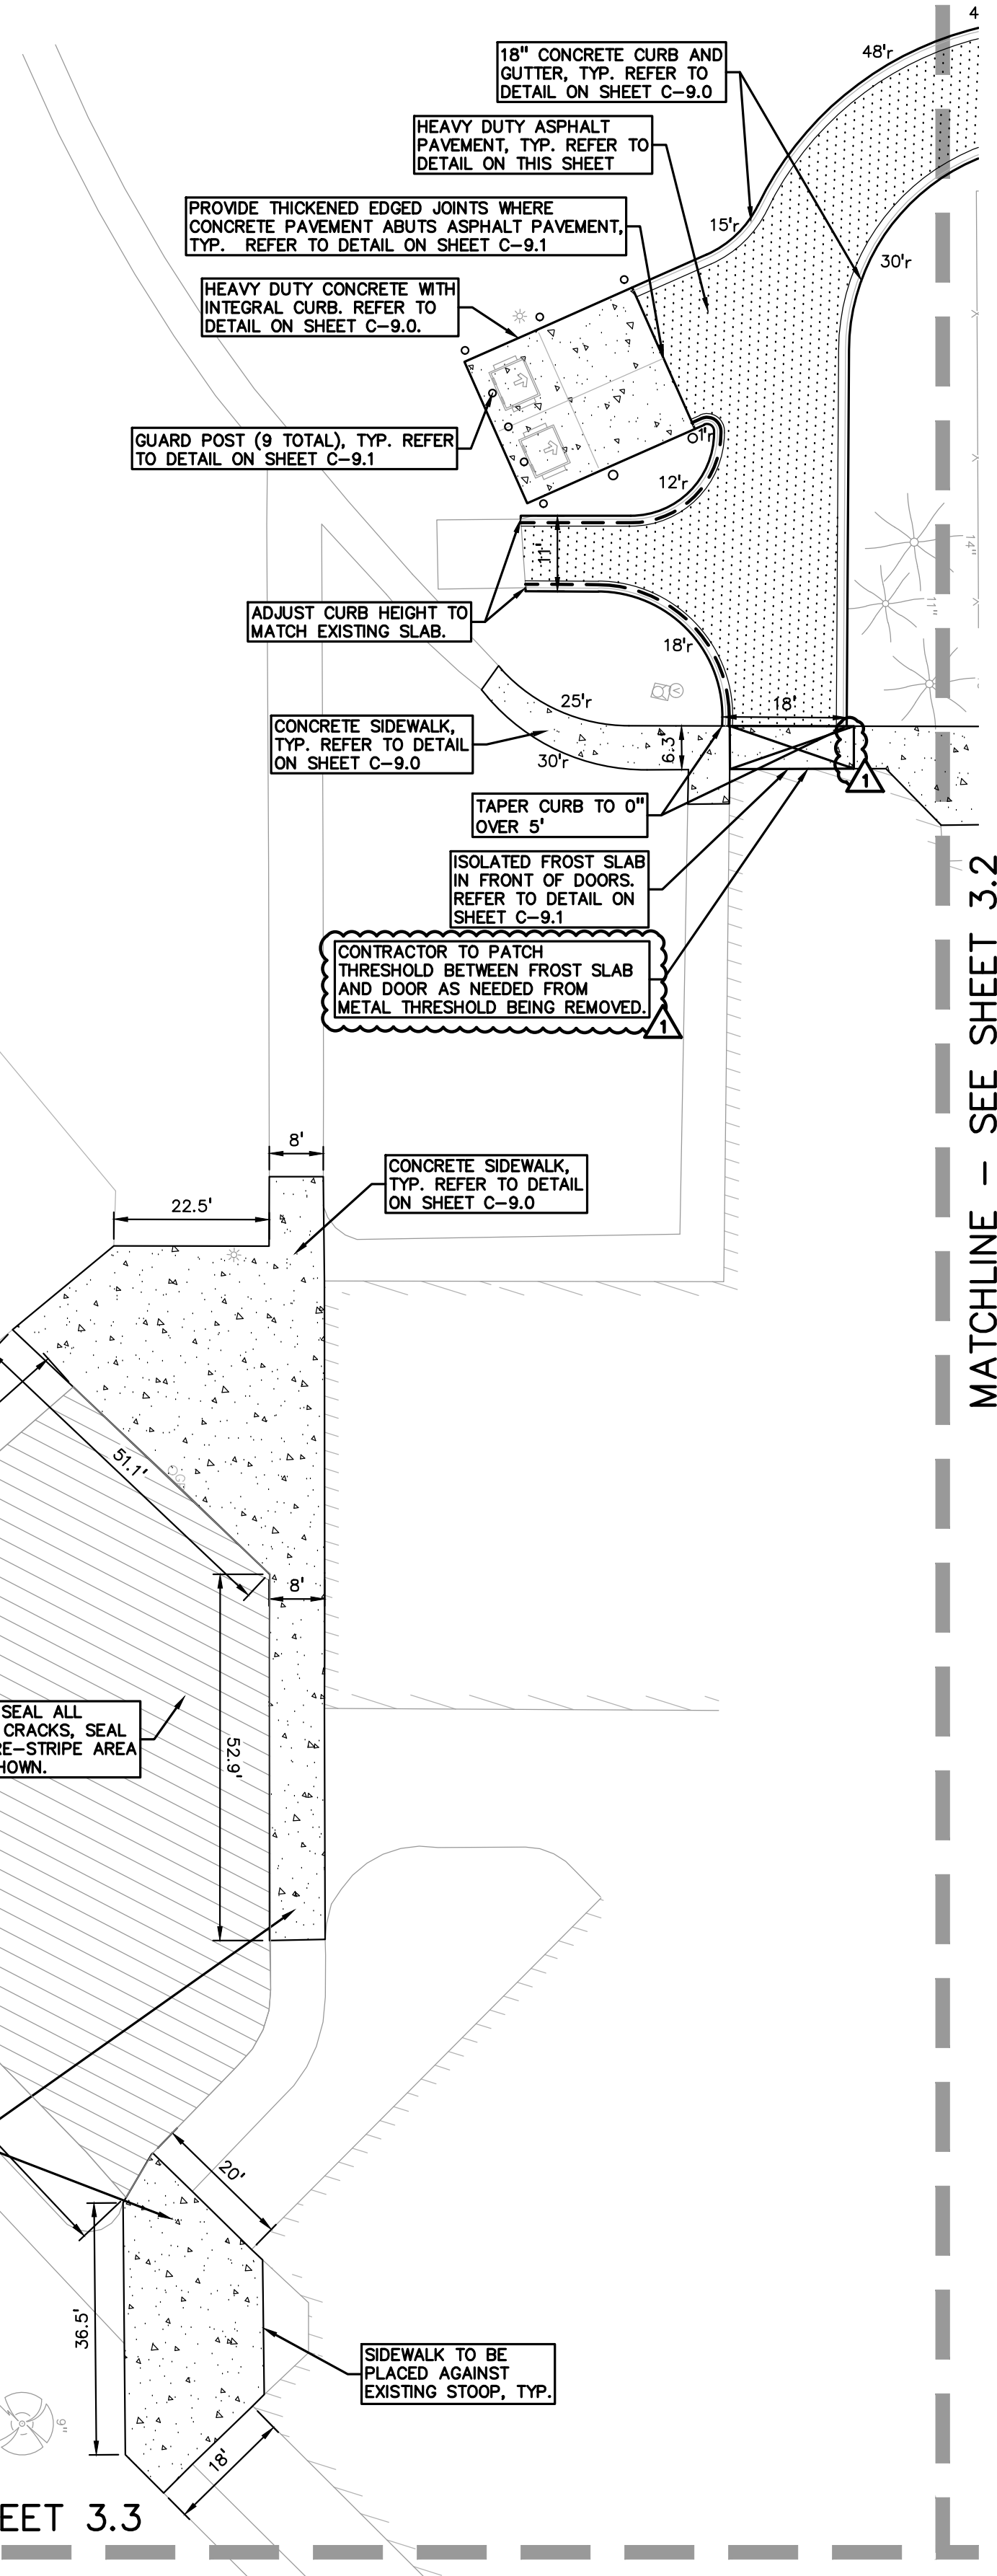 4
48'r
18" CONCRETE CURB AND
GUTTER, TYP. REFER TO
DETAIL ON SHEET C-9.0
HEAVY DUTY ASPHALT
PAVEMENT, TYP. REFER TO
DETAIL ON THIS SHEET
PROVIDE THICKENED EDGED JOINTS WHERE
CONCRETE PAVEMENT ABUTS ASPHALT PAVEMENT,
TYP. REFER TO DETAIL ON SHEET C-9.1
15'r
30'r
HEAVY DUTY CONCRETE WITH
INTEGRAL CURB. REFER TO
DETAIL ON SHEET C-9.0.
GUARD POST (9 TOTAL), TYP. REFER
TO DETAIL ON SHEET C-9.1
1'r
12'r
11'
14"
11"
ADJUST CURB HEIGHT TO
MATCH EXISTING SLAB.
18'r
25'r
18'
CONCRETE SIDEWALK,
TYP. REFER TO DETAIL
ON SHEET C-9.0
30'r
6.3'
1
TAPER CURB TO 0"
OVER 5'
ISOLATED FROST SLAB
IN FRONT OF DOORS.
REFER TO DETAIL ON
SHEET C-9.1
CONTRACTOR TO PATCH
THRESHOLD BETWEEN FROST SLAB
AND DOOR AS NEEDED FROM
METAL THRESHOLD BEING REMOVED.
1
MATCHLINE - SEE SHEET 3.2
8'
CONCRETE SIDEWALK,
TYP. REFER TO DETAIL
ON SHEET C-9.0
22.5'
51.1'
8'
SEAL ALL
CRACKS, SEAL
RE-STRIPE AREA
HOWN.
52.9'
20'
36.5'
SIDEWALK TO BE
PLACED AGAINST
EXISTING STOOP, TYP.
9"
18'
EET 3.3